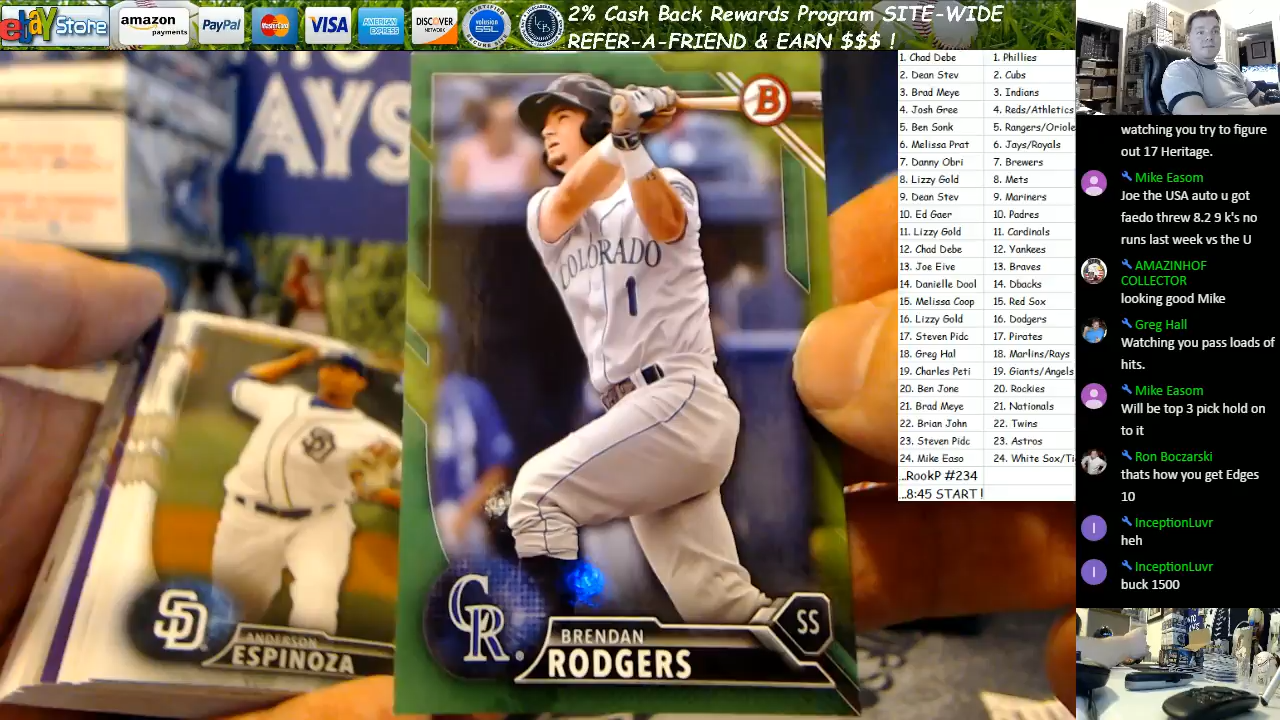 ebay Store
amazon
payments
PayPal
MasterCard
VISA
AMERICAN EXPRESS
DISCOVER
NETWORK
CERTIFIED
volusion
SSL
2% Cash Back Rewards Program SITE-WIDE
REFER-A-FRIEND & EARN $$$ !
1. Chad Debe 1. Phillies
2. Dean Stev 2. Cubs
3. Brad Meye 3. Indians
4. Josh Gree 4. Reds/Athletics
5. Ben Sonk 5. Rangers/Oriole
6. Melissa Prat 6. Jays/Royals
7. Danny Obri 7. Brewers
8. Lizzy Gold 8. Mets
9. Dean Stev 9. Mariners
10. Ed Gaer 10. Padres
11. Lizzy Gold 11. Cardinals
12. Chad Debe 12. Yankees
13. Joe Eive 13. Braves
14. Danielle Dool 14. Dbacks
15. Melissa Coop 15. Red Sox
16. Lizzy Gold 16. Dodgers
17. Steven Pidc 17. Pirates
18. Greg Hal 18. Marlins/Rays
19. Charles Peti 19. Giants/Angels
20. Ben Jone 20. Rockies
21. Brad Meye 21. Nationals
22. Brian John 22. Twins
23. Steven Pidc 23. Astros
24. Mike Easo 24. White Sox/Ti
...RookP #234
...8:45 START!
watching you try to figure
out 17 Heritage.
Mike Easom
Joe the USA auto u got
faedo threw 8.2 9 k's no
runs last week vs the U
AMAZINHOF
COLLECTOR
looking good Mike
Greg Hall
Watching you pass loads of
hits.
Mike Easom
Will be top 3 pick hold on
to it
Ron Boczarski
thats how you get Edges
10
I InceptionLuvr
heh
I InceptionLuvr
buck 1500
AYS
B
COLORADO
1
SD
SD
ANDERSON
ESPINOZA
CR
BRENDAN
RODGERS
SS